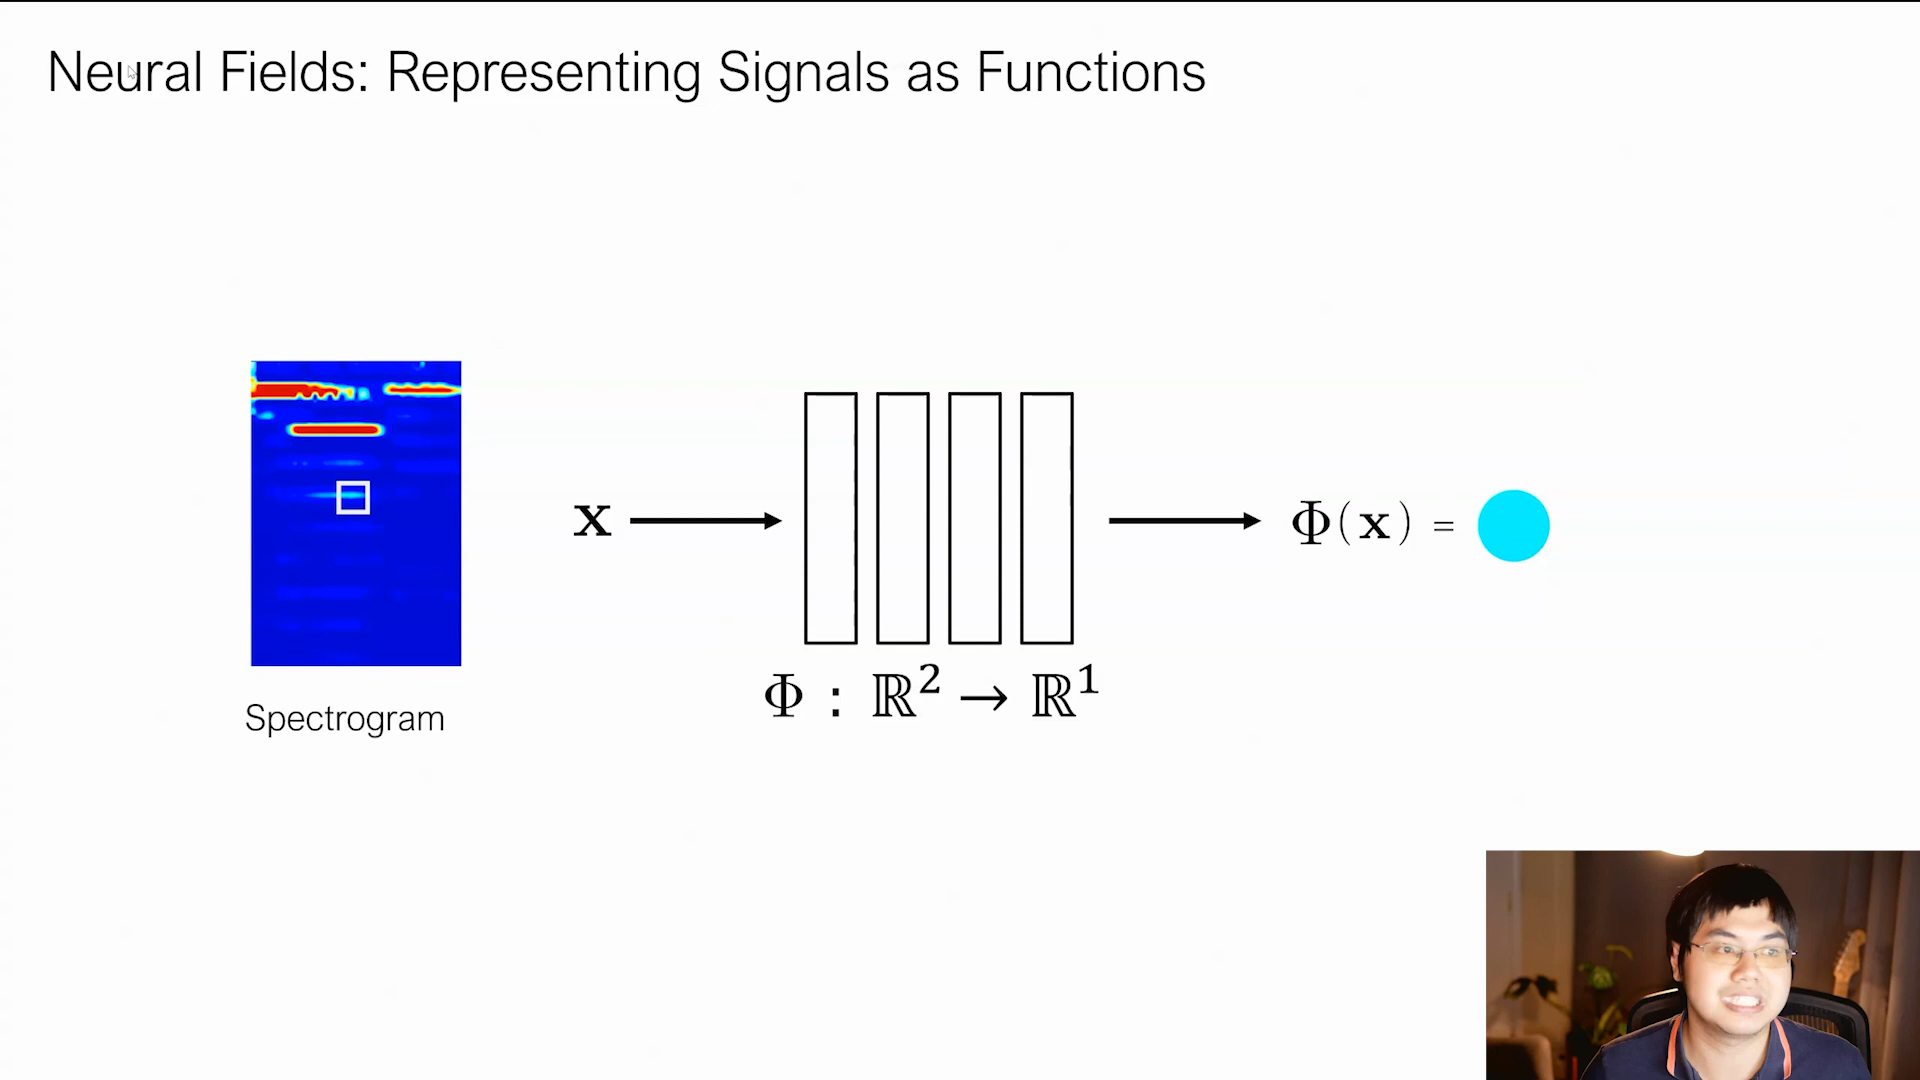 Neural Fields: Representing Signals as Functions
x
Φ(x) =
Φ : ℝ² → ℝ¹
Spectrogram